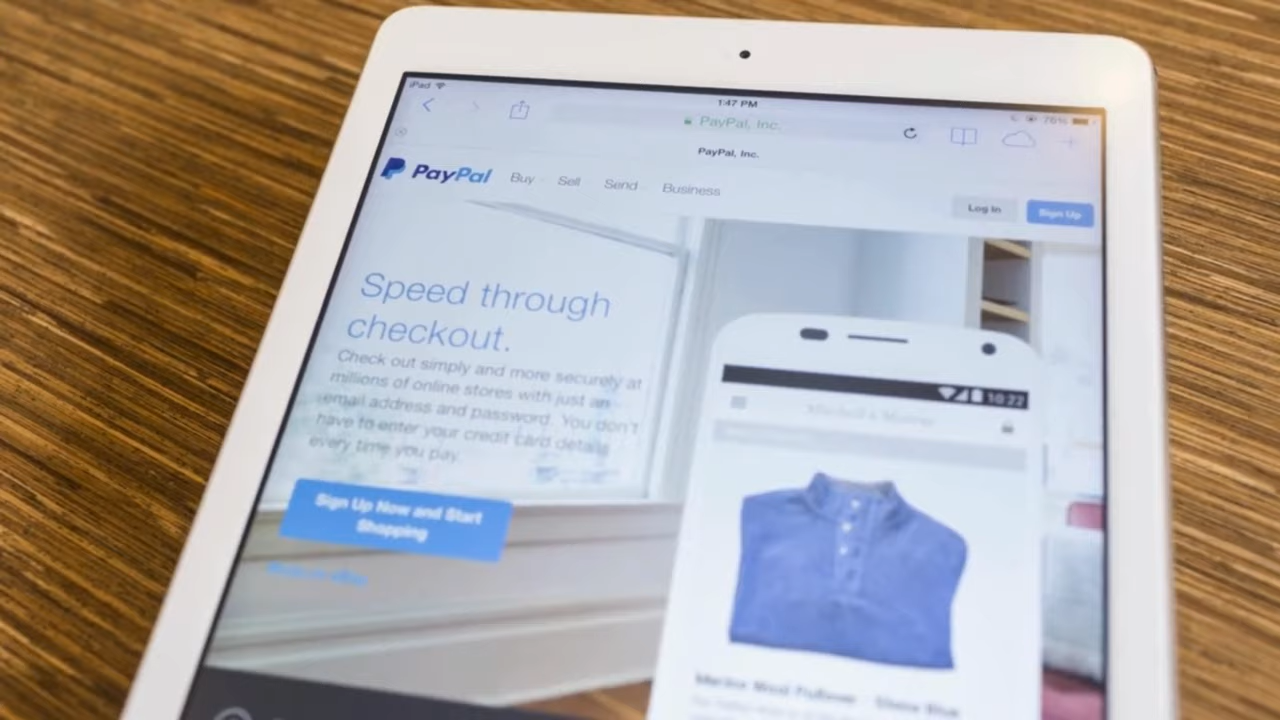 iPad
1:47 PM
76%
PayPal, Inc.
PayPal, Inc.
PayPal Buy Sell Send Business
Log In Sign Up
Speed through
checkout.
Check out simply and more securely at
millions of online stores with just an
email address and password. You don't
have to enter your credit card details
every time you pay.
Sign Up Now and Start
Shopping
10:22